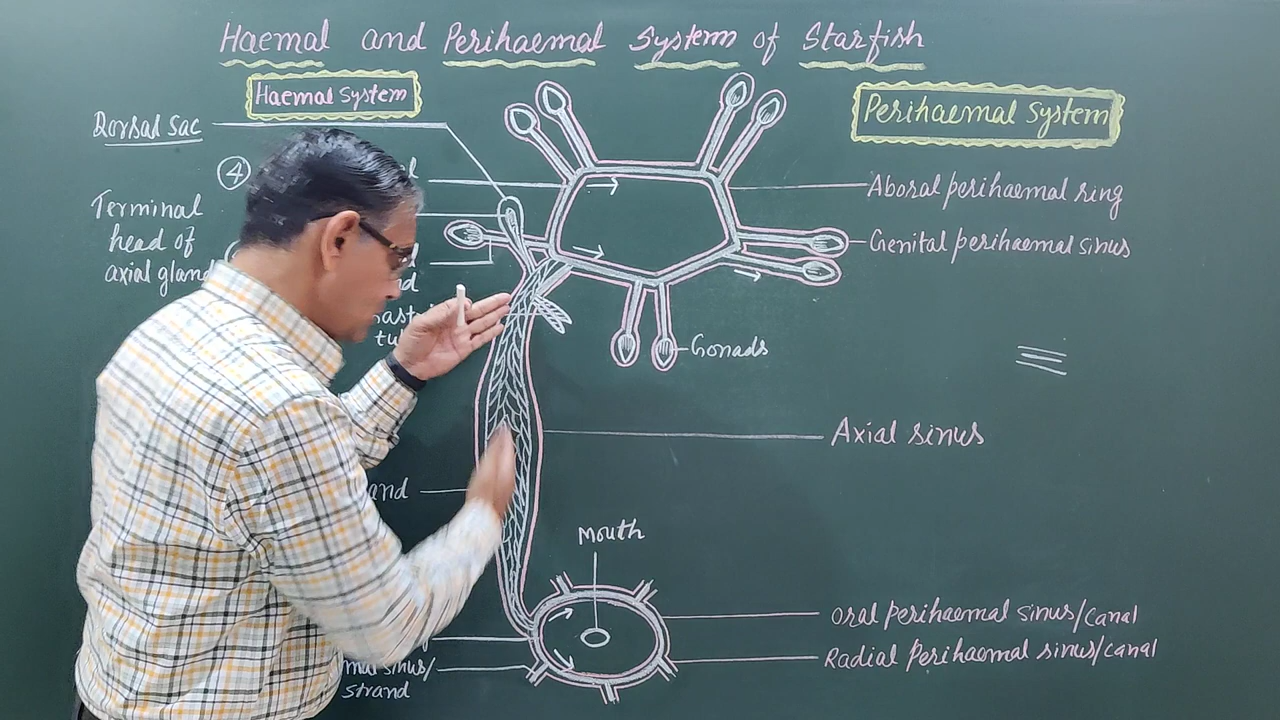 Haemal and Perihaemal System of Starfish
Haemal System
Perihaemal System
Dorsal Sac
4
Terminal
head of
axial gland
Aboral perihaemal ring
Genital perihaemal sinus
Gonads
Axial sinus
Mouth
Oral perihaemal sinus/canal
Radial Perihaemal sinus/canal
sinus/
strand